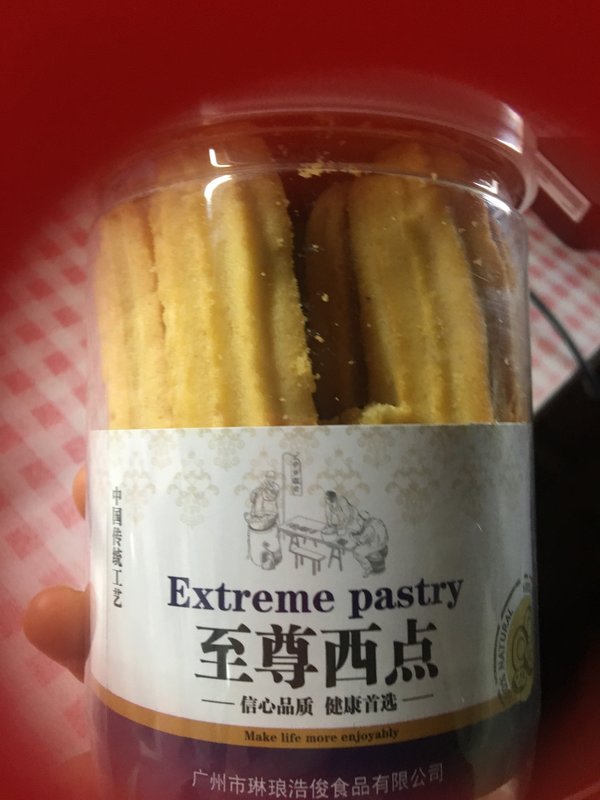 中国传统工艺
Extreme pastry
至尊西点
信心品质 健康首选
NATURAL
Make life more enjoyably
广州市琳琅浩俊食品有限公司